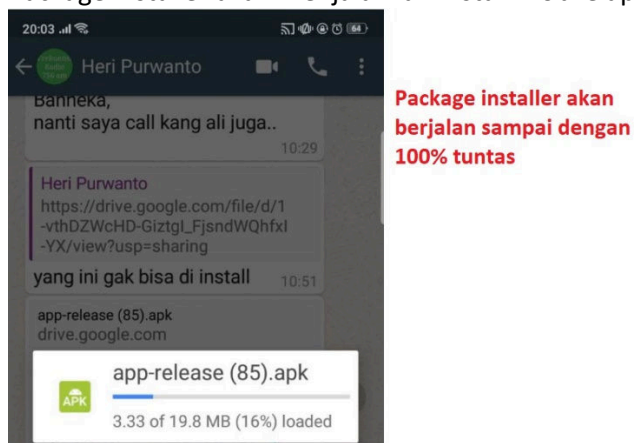 20:03
64
Heri Purwanto
Banneka,
nanti saya call kang ali juga..
10:29
Heri Purwanto
https://drive.google.com/file/d/1
-vthDZWcHD-GiztgI_FjsndWQhfxI
-YX/view?usp=sharing
yang ini gak bisa di install
10:51
app-release (85).apk
drive.google.com
APK
app-release (85).apk
3.33 of 19.8 MB (16%) loaded
Package installer akan
berjalan sampai dengan
100% tuntas